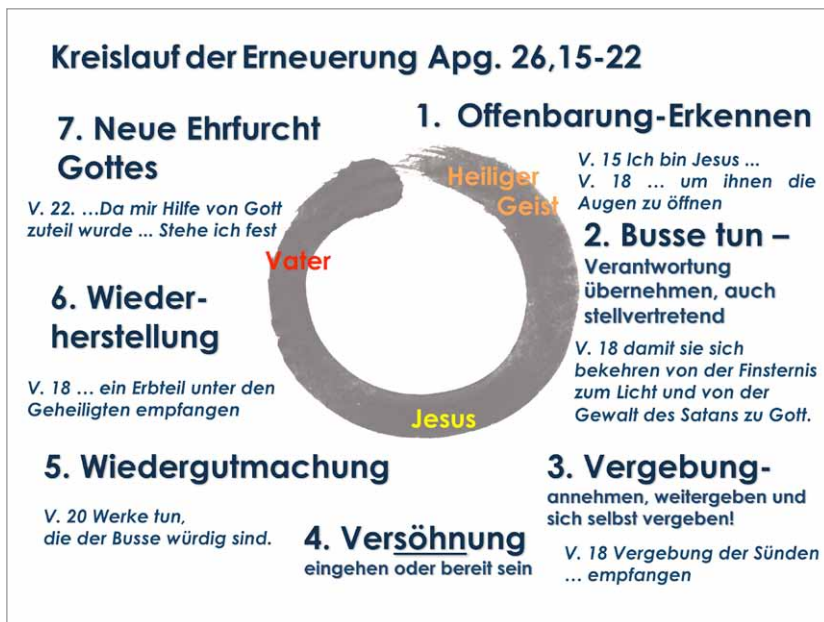 Kreislauf der Erneuerung Apg. 26,15-22
1. Offenbarung-Erkennen
V. 15 Ich bin Jesus ...
V. 18 ... um ihnen die
Augen zu öffnen
2. Busse tun –
Verantwortung
übernehmen, auch
stellvertretend
V. 18 damit sie sich
bekehren von der Finsternis
zum Licht und von der
Gewalt des Satans zu Gott.
3. Vergebung-
annehmen, weitergeben und
sich selbst vergeben!
V. 18 Vergebung der Sünden
... empfangen
4. Versöhnung
eingehen oder bereit sein
5. Wiedergutmachung
V. 20 Werke tun,
die der Busse würdig sind.
6. Wieder-
herstellung
V. 18 ... ein Erbteil unter den
Geheiligten empfangen
7. Neue Ehrfurcht
Gottes
V. 22. ...Da mir Hilfe von Gott
zuteil wurde ... Stehe ich fest
Heiliger
Geist
Vater
Jesus